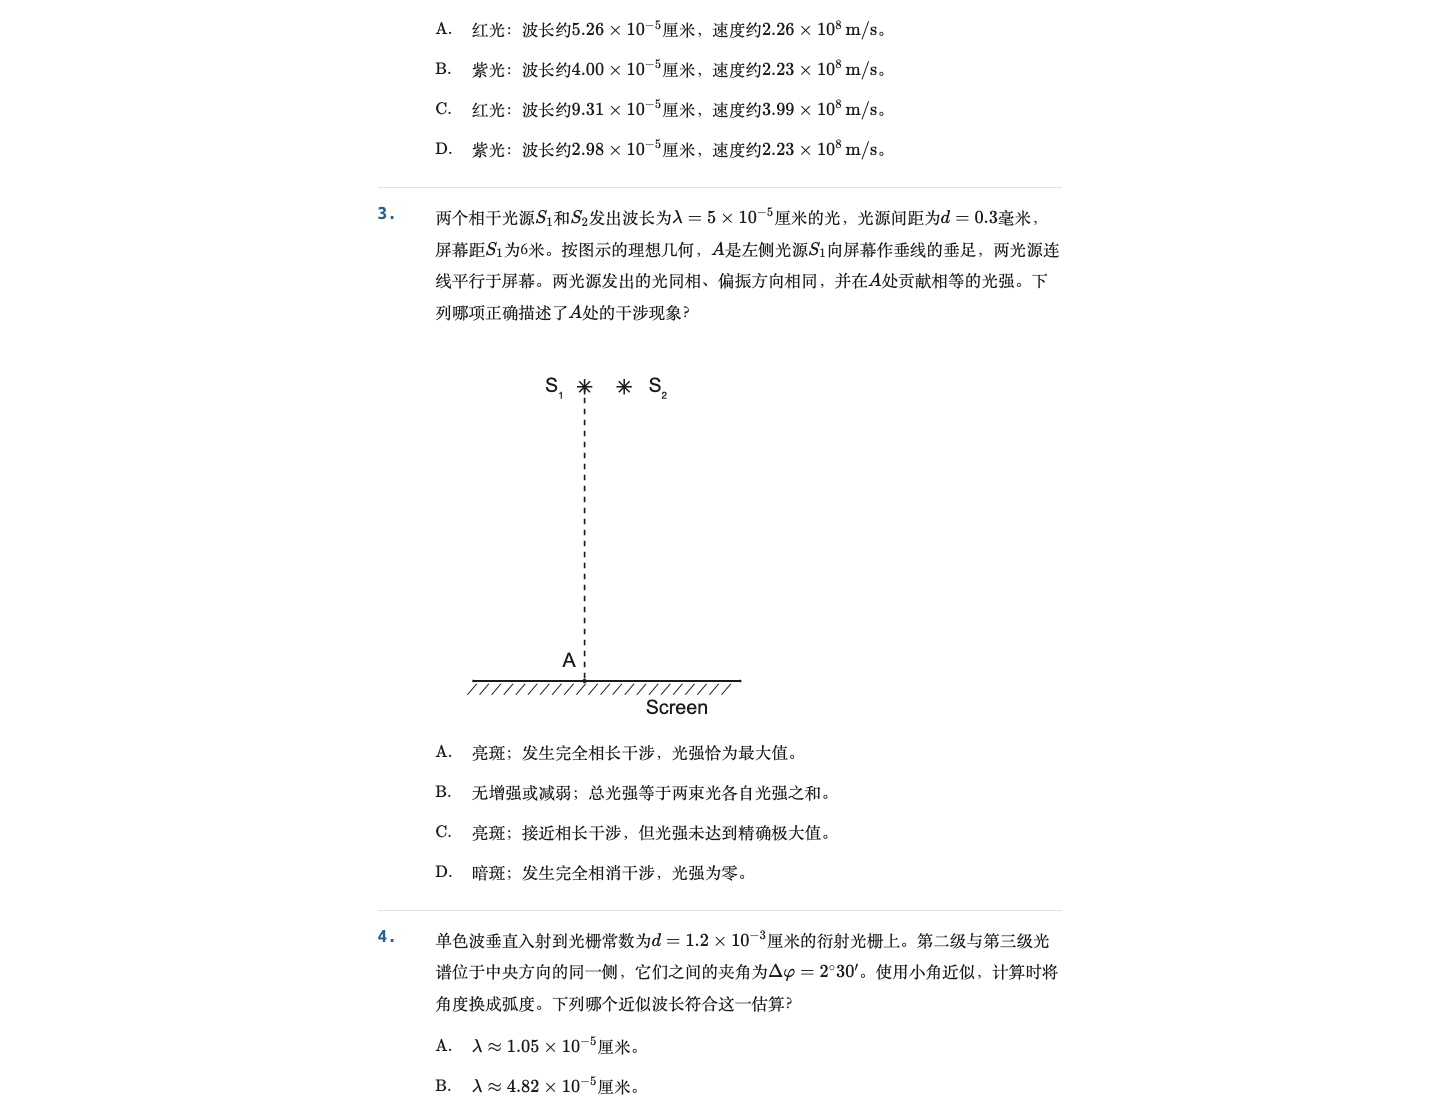 A. 红光：波长约5.26 × 10⁻⁵厘米，速度约2.26 × 10⁸ m/s。
B. 紫光：波长约4.00 × 10⁻⁵厘米，速度约2.23 × 10⁸ m/s。
C. 红光：波长约9.31 × 10⁻⁵厘米，速度约3.99 × 10⁸ m/s。
D. 紫光：波长约2.98 × 10⁻⁵厘米，速度约2.23 × 10⁸ m/s。
3. 两个相干光源S₁和S₂发出波长为λ = 5 × 10⁻⁵厘米的光，光源间距为d = 0.3毫米，
屏幕距S₁为6米。按图示的理想几何，A是左侧光源S₁向屏幕作垂线的垂足，两光源连
线平行于屏幕。两光源发出的光同相、偏振方向相同，并在A处贡献相等的光强。下
列哪项正确描述了A处的干涉现象？
S₁ S₂
A
Screen
A. 亮斑；发生完全相长干涉，光强恰为最大值。
B. 无增强或减弱；总光强等于两束光各自光强之和。
C. 亮斑；接近相长干涉，但光强未达到精确极大值。
D. 暗斑；发生完全相消干涉，光强为零。
4. 单色波垂直入射到光栅常数为d = 1.2 × 10⁻³厘米的衍射光栅上。第二级与第三级光
谱位于中央方向的同一侧，它们之间的夹角为Δφ = 2°30′。使用小角近似，计算时将
角度换成弧度。下列哪个近似波长符合这一估算？
A. λ ≈ 1.05 × 10⁻⁵厘米。
B. λ ≈ 4.82 × 10⁻⁵厘米。